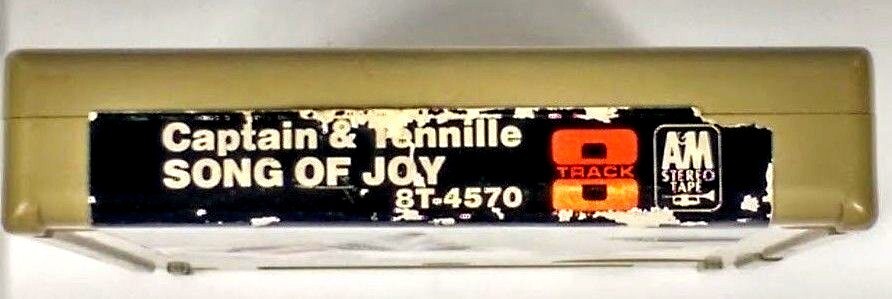 Captain & Tennille
SONG OF JOY
8T-4570
8
TRACK
A&M
STEREO
TAPE